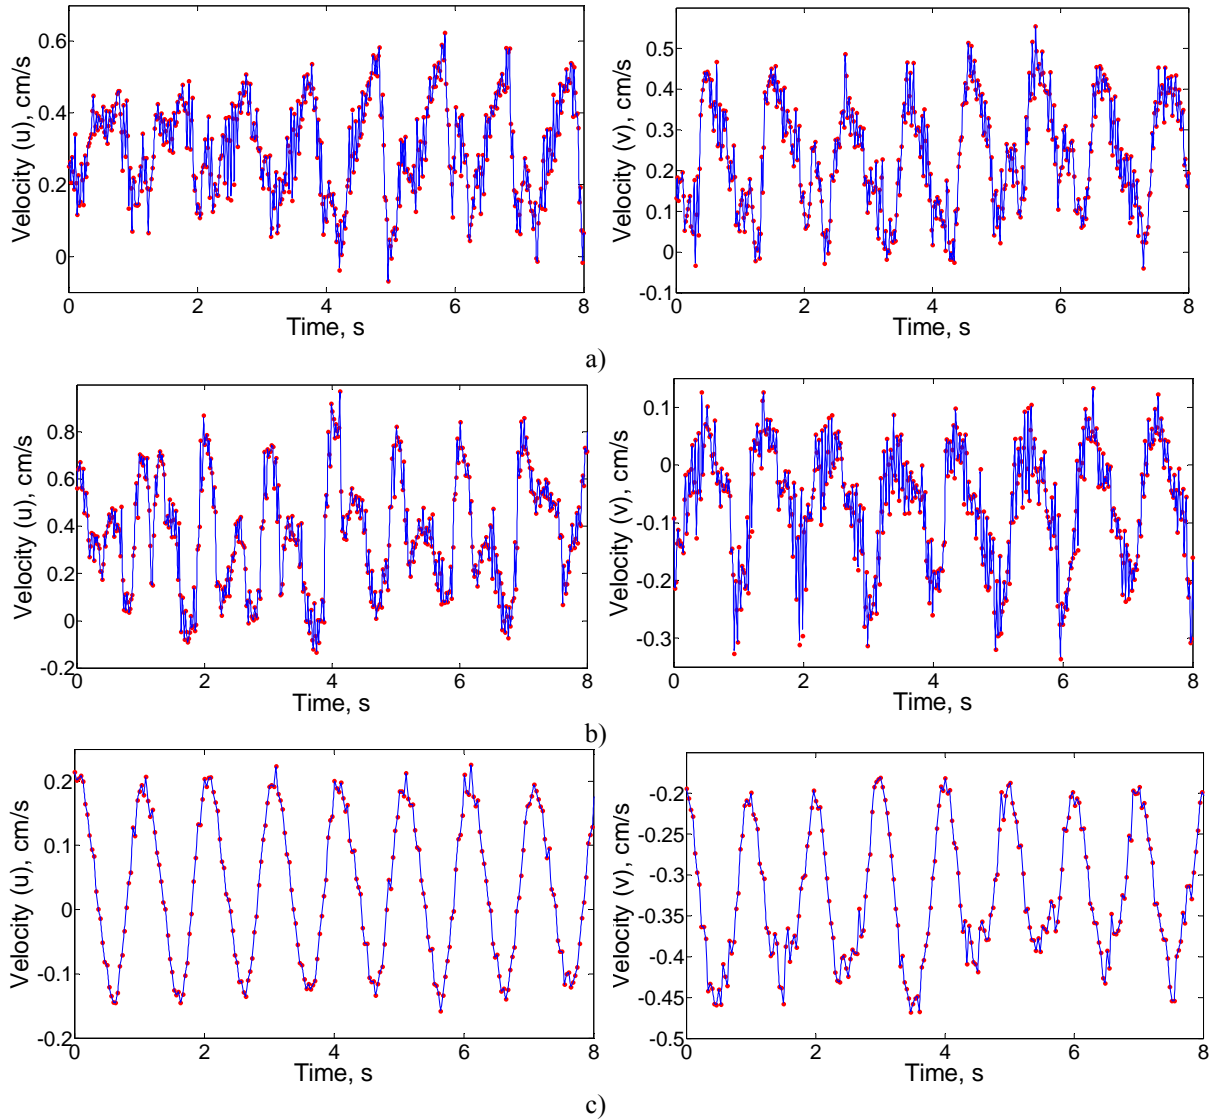 0.6
0.4
0.2
0
0 2 4 6 8
Velocity (u), cm/s
Time, s
0.5
0.4
0.3
0.2
0.1
0
-0.1
0 2 4 6 8
Velocity (v), cm/s
Time, s
a)
0.8
0.6
0.4
0.2
0
-0.2
0 2 4 6 8
Velocity (u), cm/s
Time, s
0.1
0
-0.1
-0.2
-0.3
0 2 4 6 8
Velocity (v), cm/s
Time, s
b)
0.2
0.1
0
-0.1
-0.2
0 2 4 6 8
Velocity (u), cm/s
Time, s
-0.2
-0.25
-0.3
-0.35
-0.4
-0.45
-0.5
0 2 4 6 8
Velocity (v), cm/s
Time, s
c)